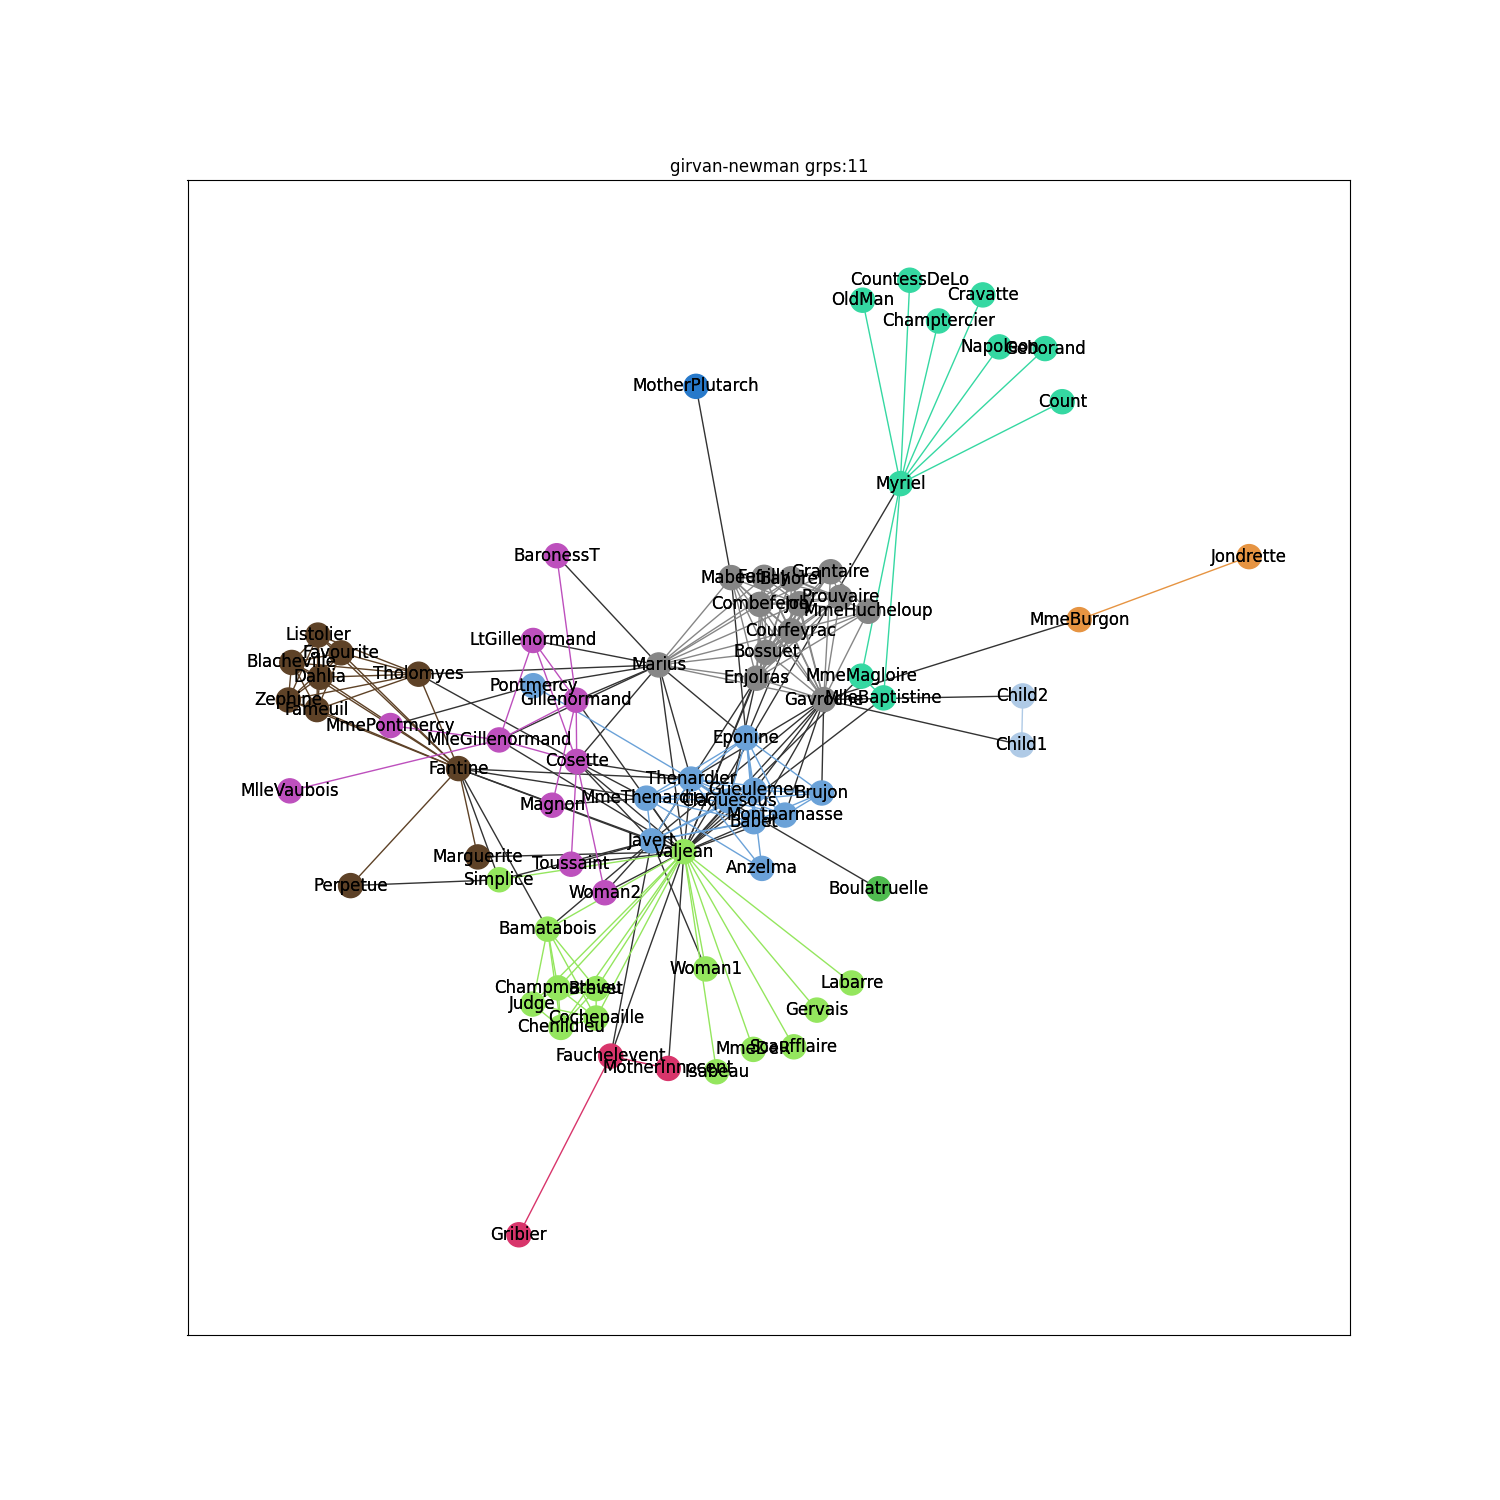 girvan-newman grps:11
CountessDeLo
OldMan
Cravatte
Champtercier
Napoleon
Geborand
MotherPlutarch
Count
Myriel
BaronessT
Jondrette
Mabeuf
Feuilly
Bahorel
Grantaire
Prouvaire
Combeferre
Joly
MmeHucheloup
MmeBurgon
Courfeyrac
Listolier
LtGillenormand
Favourite
Bossuet
Blacheville
Marius
Tholomyes
Dahlia
Enjolras
MmeMagloire
Pontmercy
Child2
Zephine
Gillenormand
Gavroche
MlleBaptistine
Fameuil
MmePontmercy
MlleGillenormand
Eponine
Child1
Cosette
Fantine
Thenardier
MlleVaubois
Gueulemer
Brujon
MmeThenardier
Claquesous
Magnon
Montparnasse
Babet
Javert
Valjean
Marguerite
Toussaint
Anzelma
Simplice
Perpetue
Woman2
Boulatruelle
Bamatabois
Woman1
Labarre
Champmathieu
Brevet
Judge
Gervais
Cochepaille
Chenildieu
MmeDeR
Scaufflaire
Fauchelevent
MotherInnocent
Isabeau
Gribier